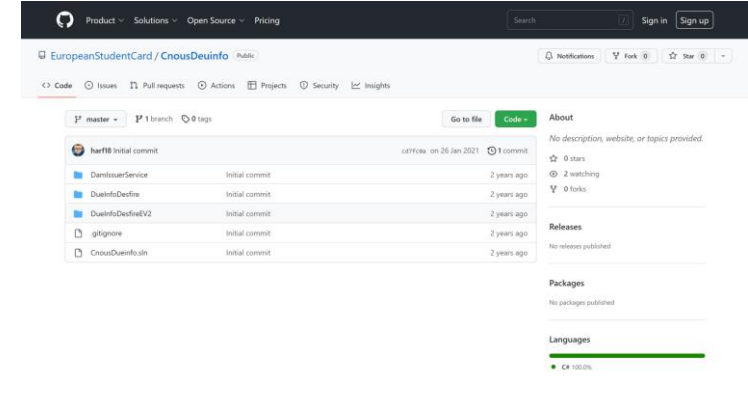 Product Solutions Open Source Pricing Search / Sign in Sign up
EuropeanStudentCard / CnousDeuinfo Public Notifications Fork 0 Star 0
<> Code Issues Pull requests Actions Projects Security Insights
master 1 branch 0 tags Go to file Code
harf18 Initial commit on 26 Jan 2021 1 commit
DamIssuerService Initial commit 2 years ago
DueInfoDesfire Initial commit 2 years ago
DueInfoDesfireEV2 Initial commit 2 years ago
.gitignore Initial commit 2 years ago
CnousDueinfo.sln Initial commit 2 years ago
About
No description, website, or topics provided.
0 stars
2 watching
0 forks
Releases
No releases published
Packages
No packages published
Languages
C# 100.0%